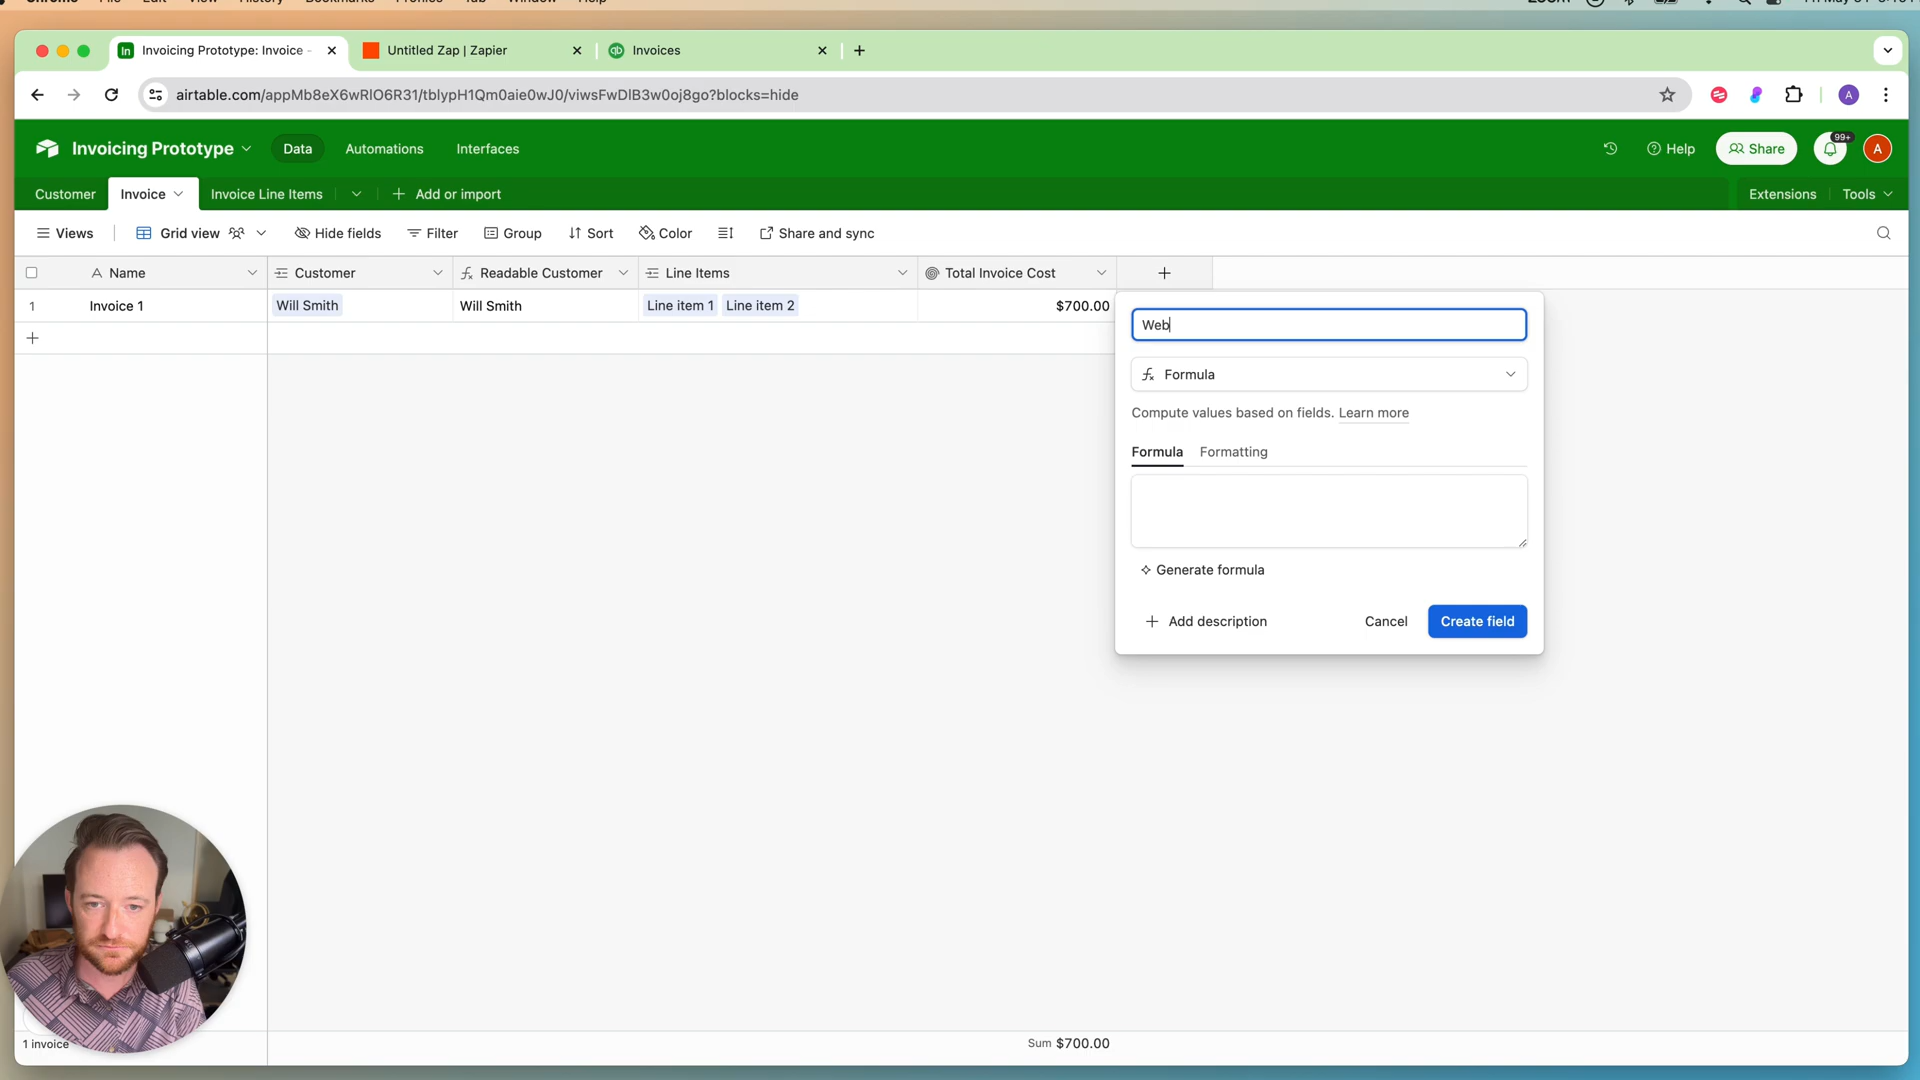 Invoicing Prototype: Invoice -
Untitled Zap | Zapier
Invoices
airtable.com/appMb8eX6wRlO6R31/tblypH1Qm0aie0wJ0/viwsFwDlB3w0oj8go?blocks=hide
A
Invoicing Prototype
Data
Automations
Interfaces
Help
Share
99+
A
Customer
Invoice
Invoice Line Items
Add or import
Extensions
Tools
Views
Grid view
Hide fields
Filter
Group
Sort
Color
Share and sync
Name
Customer
Readable Customer
Line Items
Total Invoice Cost
1
Invoice 1
Will Smith
Will Smith
Line item 1
Line item 2
$700.00
Web
Formula
Compute values based on fields. Learn more
Formula
Formatting
Generate formula
Add description
Cancel
Create field
1 invoice
Sum $700.00